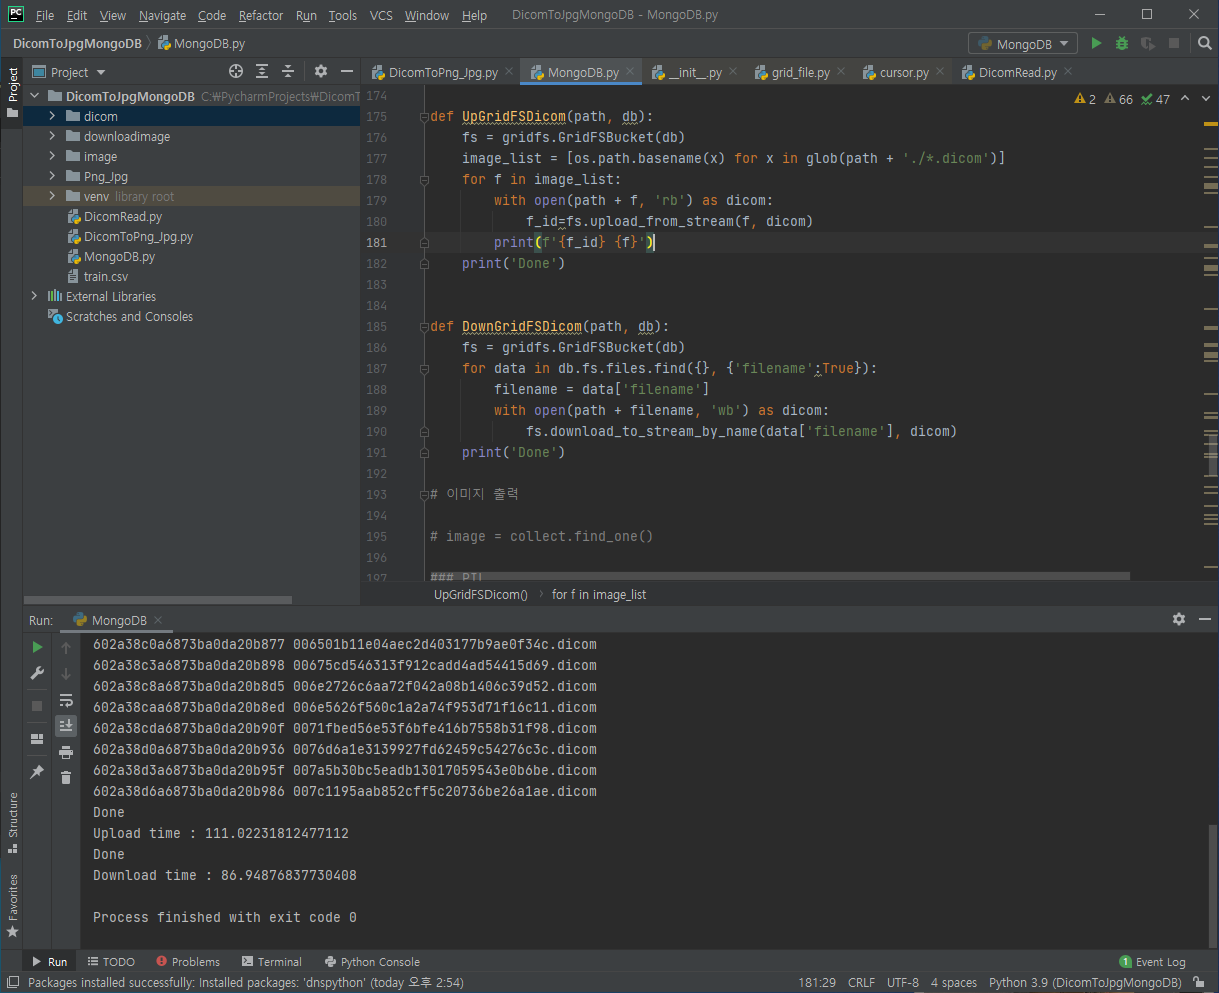 PC File Edit View Navigate Code Refactor Run Tools VCS Window Help DicomToJpgMongoDB - MongoDB.py
DicomToJpgMongoDB MongoDB.py MongoDB
Project
Project
DicomToPng_Jpg.py MongoDB.py __init__.py grid_file.py cursor.py DicomRead.py
DicomToJpgMongoDB C:₩PycharmProjects₩DicomT
dicom
downloadimage
image
Png_Jpg
venv library root
DicomRead.py
DicomToPng_Jpg.py
MongoDB.py
train.csv
External Libraries
Scratches and Consoles
2 66 47
174
175 def UpGridFSDicom(path, db):
176 fs = gridfs.GridFSBucket(db)
177 image_list = [os.path.basename(x) for x in glob(path + './*.dicom')]
178 for f in image_list:
179 with open(path + f, 'rb') as dicom:
180 f_id=fs.upload_from_stream(f, dicom)
181 print(f'{f_id} {f}')
182 print('Done')
183
184
185 def DownGridFSDicom(path, db):
186 fs = gridfs.GridFSBucket(db)
187 for data in db.fs.files.find({}, {'filename':True}):
188 filename = data['filename']
189 with open(path + filename, 'wb') as dicom:
190 fs.download_to_stream_by_name(data['filename'], dicom)
191 print('Done')
192
193 # 이미지 출력
194
195 # image = collect.find_one()
196
197 ### PIL
UpGridFSDicom() for f in image_list
Run: MongoDB
602a38c0a6873ba0da20b877 006501b11e04aec2d403177b9ae0f34c.dicom
602a38c3a6873ba0da20b898 00675cd546313f912cadd4ad54415d69.dicom
602a38c8a6873ba0da20b8d5 006e2726c6aa72f042a08b1406c39d52.dicom
602a38caa6873ba0da20b8ed 006e5626f560c1a2a74f953d71f16c11.dicom
602a38cda6873ba0da20b90f 0071fbed56e53f6bfe416b7558b31f98.dicom
602a38d0a6873ba0da20b936 0076d6a1e3139927fd62459c54276c3c.dicom
602a38d3a6873ba0da20b95f 007a5b30bc5eadb13017059543e0b6be.dicom
602a38d6a6873ba0da20b986 007c1195aab852cff5c20736be26a1ae.dicom
Done
Upload time : 111.02231812477112
Done
Download time : 86.94876837730408
Process finished with exit code 0
Structure
Favorites
Run TODO Problems Terminal Python Console 1 Event Log
Packages installed successfully: Installed packages: 'dnspython' (today 오후 2:54) 181:29 CRLF UTF-8 4 spaces Python 3.9 (DicomToJpgMongoDB)